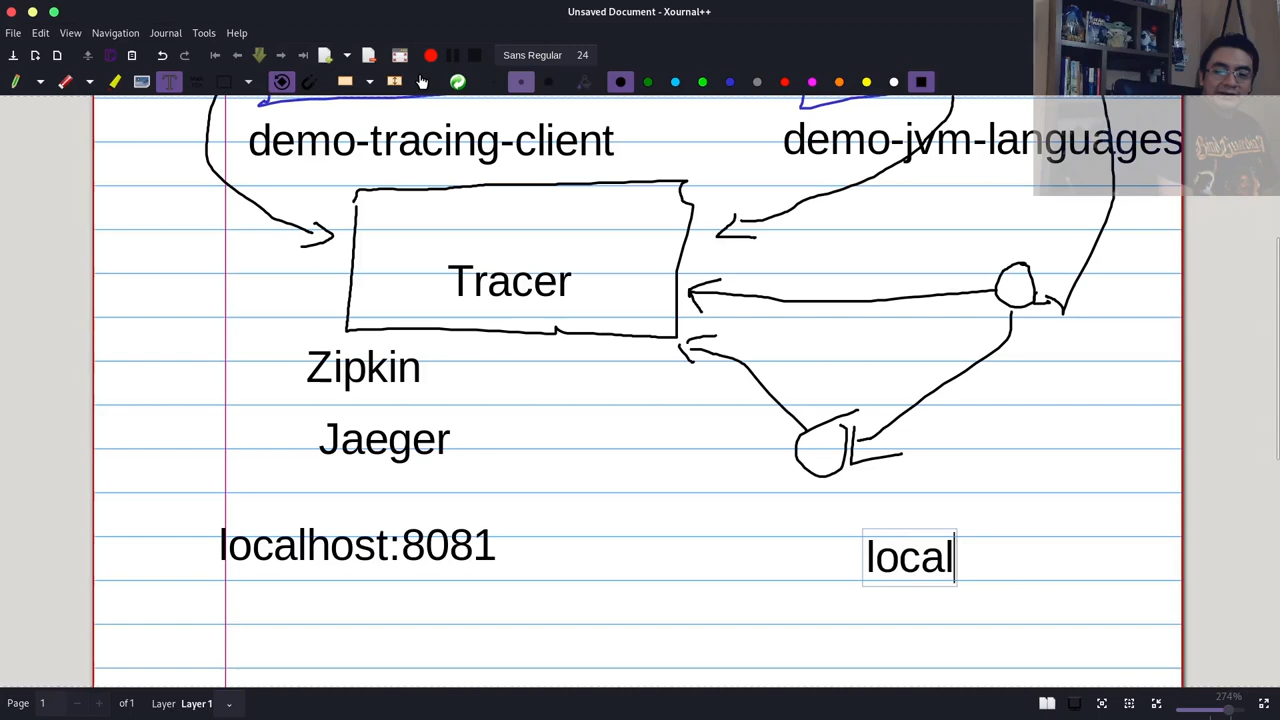 Unsaved Document - Xournal++
File Edit View Navigation Journal Tools Help
Sans Regular 24
demo-tracing-client
demo-jvm-languages
Tracer
Zipkin
Jaeger
localhost:8081
local
Page 1 of 1 Layer Layer 1
274%